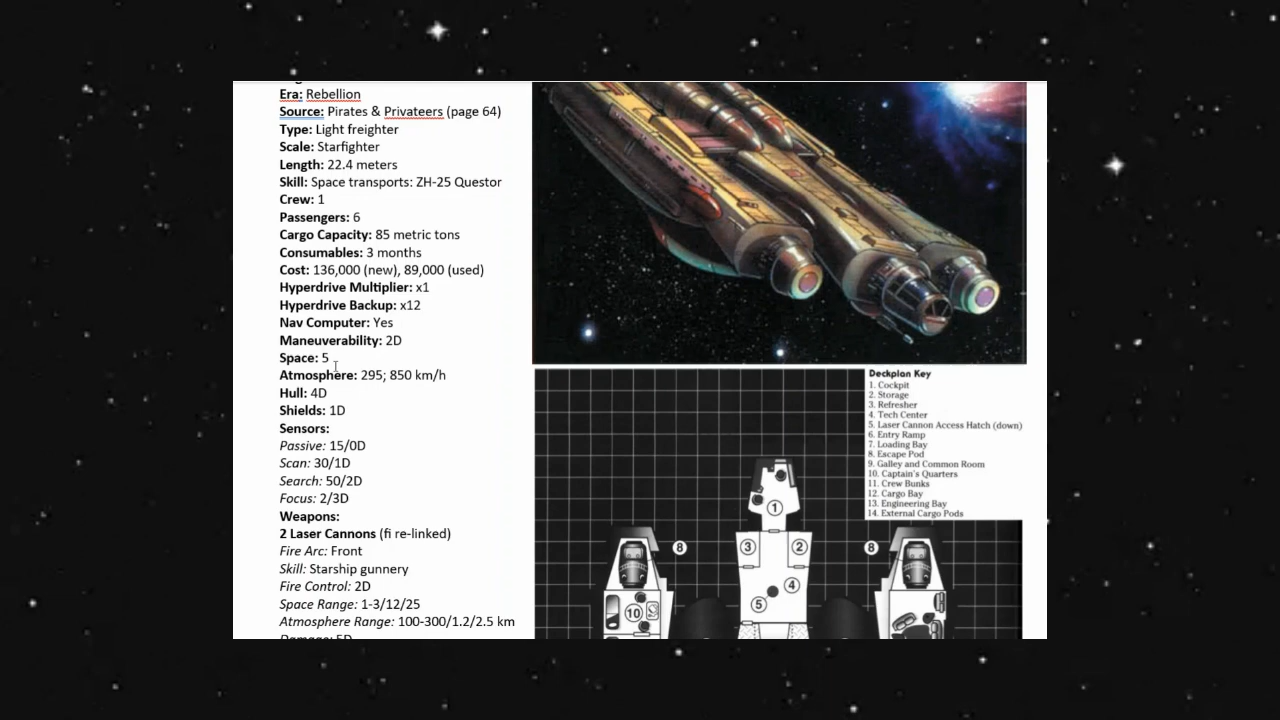 Era: Rebellion
Source: Pirates & Privateers (page 64)
Type: Light freighter
Scale: Starfighter
Length: 22.4 meters
Skill: Space transports: ZH-25 Questor
Crew: 1
Passengers: 6
Cargo Capacity: 85 metric tons
Consumables: 3 months
Cost: 136,000 (new), 89,000 (used)
Hyperdrive Multiplier: x1
Hyperdrive Backup: x12
Nav Computer: Yes
Maneuverability: 2D
Space: 5
Atmosphere: 295; 850 km/h
Hull: 4D
Shields: 1D
Sensors:
Passive: 15/0D
Scan: 30/1D
Search: 50/2D
Focus: 2/3D
Weapons:
2 Laser Cannons (fi re-linked)
Fire Arc: Front
Skill: Starship gunnery
Fire Control: 2D
Space Range: 1-3/12/25
Atmosphere Range: 100-300/1.2/2.5 km
Damage: 5D
Deckplan Key
1. Cockpit
2. Storage
3. Refresher
4. Tech Center
5. Laser Cannon Access Hatch (down)
6. Entry Ramp
7. Loading Bay
8. Escape Pod
9. Galley and Common Room
10. Captain's Quarters
11. Crew Bunks
12. Cargo Bay
13. Engineering Bay
14. External Cargo Pods
1
8
3
2
8
4
5
10